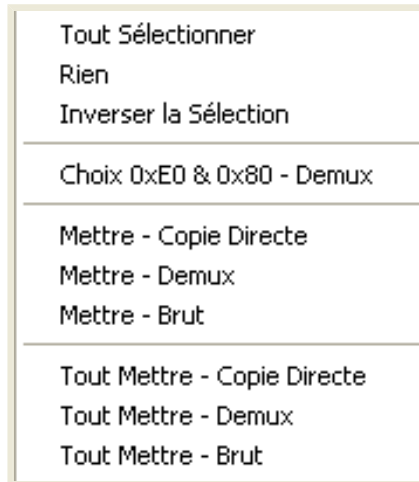 Tout Sélectionner
Rien
Inverser la Sélection
Choix 0xE0 & 0x80 - Demux
Mettre - Copie Directe
Mettre - Demux
Mettre - Brut
Tout Mettre - Copie Directe
Tout Mettre - Demux
Tout Mettre - Brut